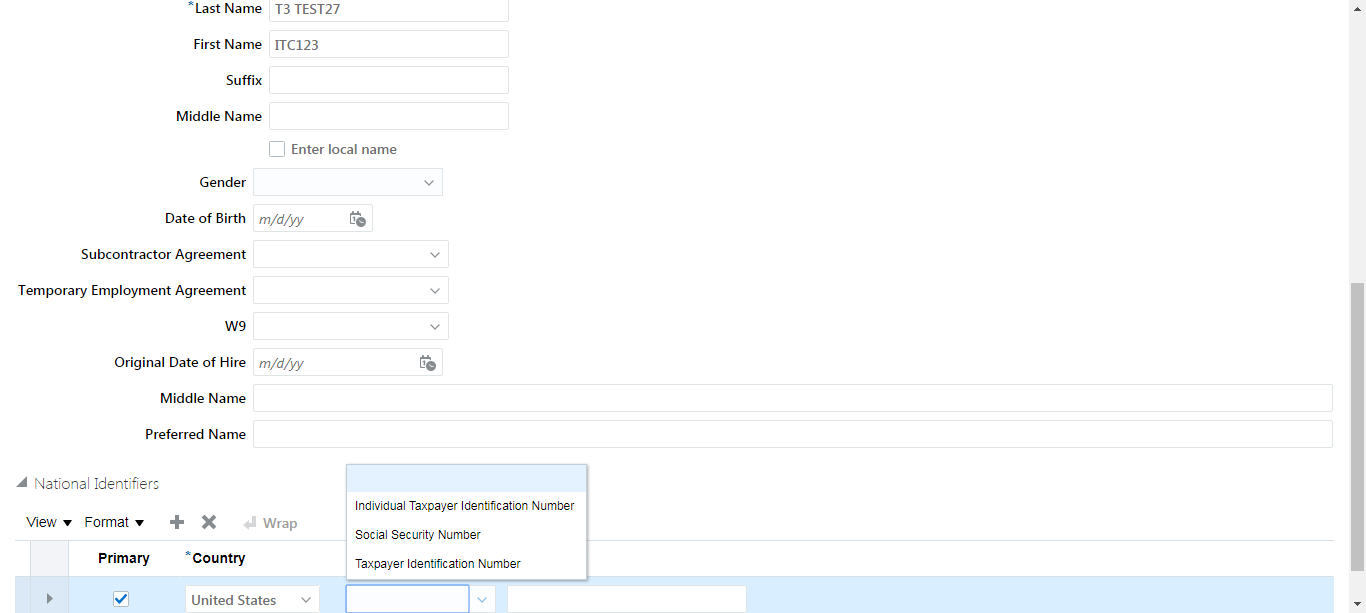 *Last Name T3 TEST27
First Name ITC123
Suffix
Middle Name
Enter local name
Gender
Date of Birth m/d/yy
Subcontractor Agreement
Temporary Employment Agreement
W9
Original Date of Hire m/d/yy
Middle Name
Preferred Name
National Identifiers
View Format Wrap
Individual Taxpayer Identification Number
Social Security Number
Taxpayer Identification Number
Primary *Country
United States